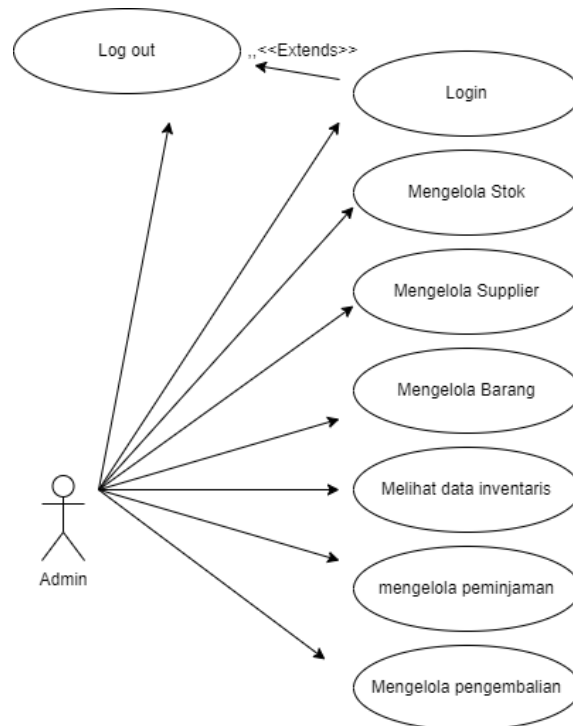 Log out
,,<<Extends>>
Login
Mengelola Stok
Mengelola Supplier
Mengelola Barang
Melihat data inventaris
Admin
mengelola peminjaman
Mengelola pengembalian